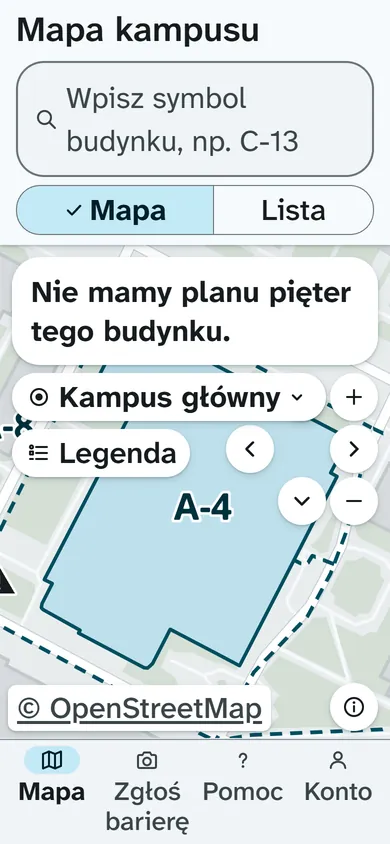 Mapa kampusu
Wpisz symbol
budynku, np. C-13
Mapa
Lista
Nie mamy planu pięter
tego budynku.
Kampus główny
Legenda
A-4
© OpenStreetMap
Mapa
Zgłoś
barierę
Pomoc
Konto